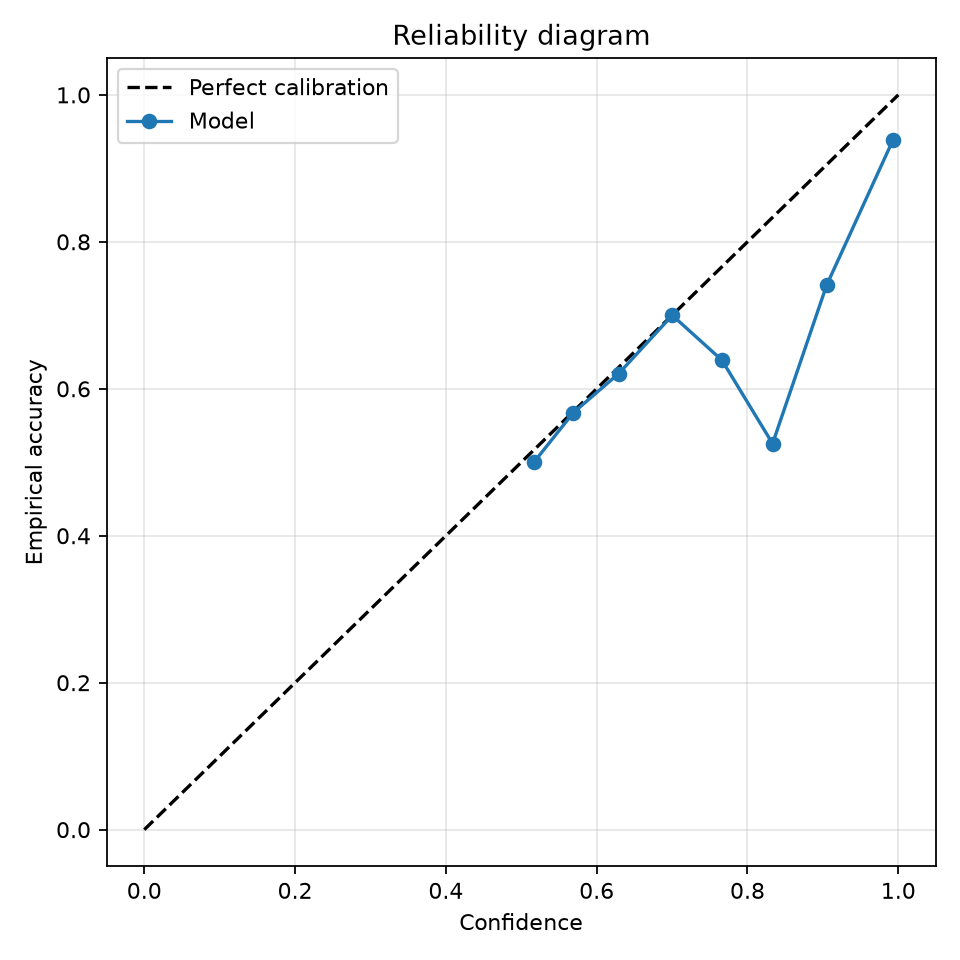 Reliability diagram
Perfect calibration
Model
1.0
0.8
0.6
0.4
0.2
0.0
Empirical accuracy
0.0 0.2 0.4 0.6 0.8 1.0
Confidence